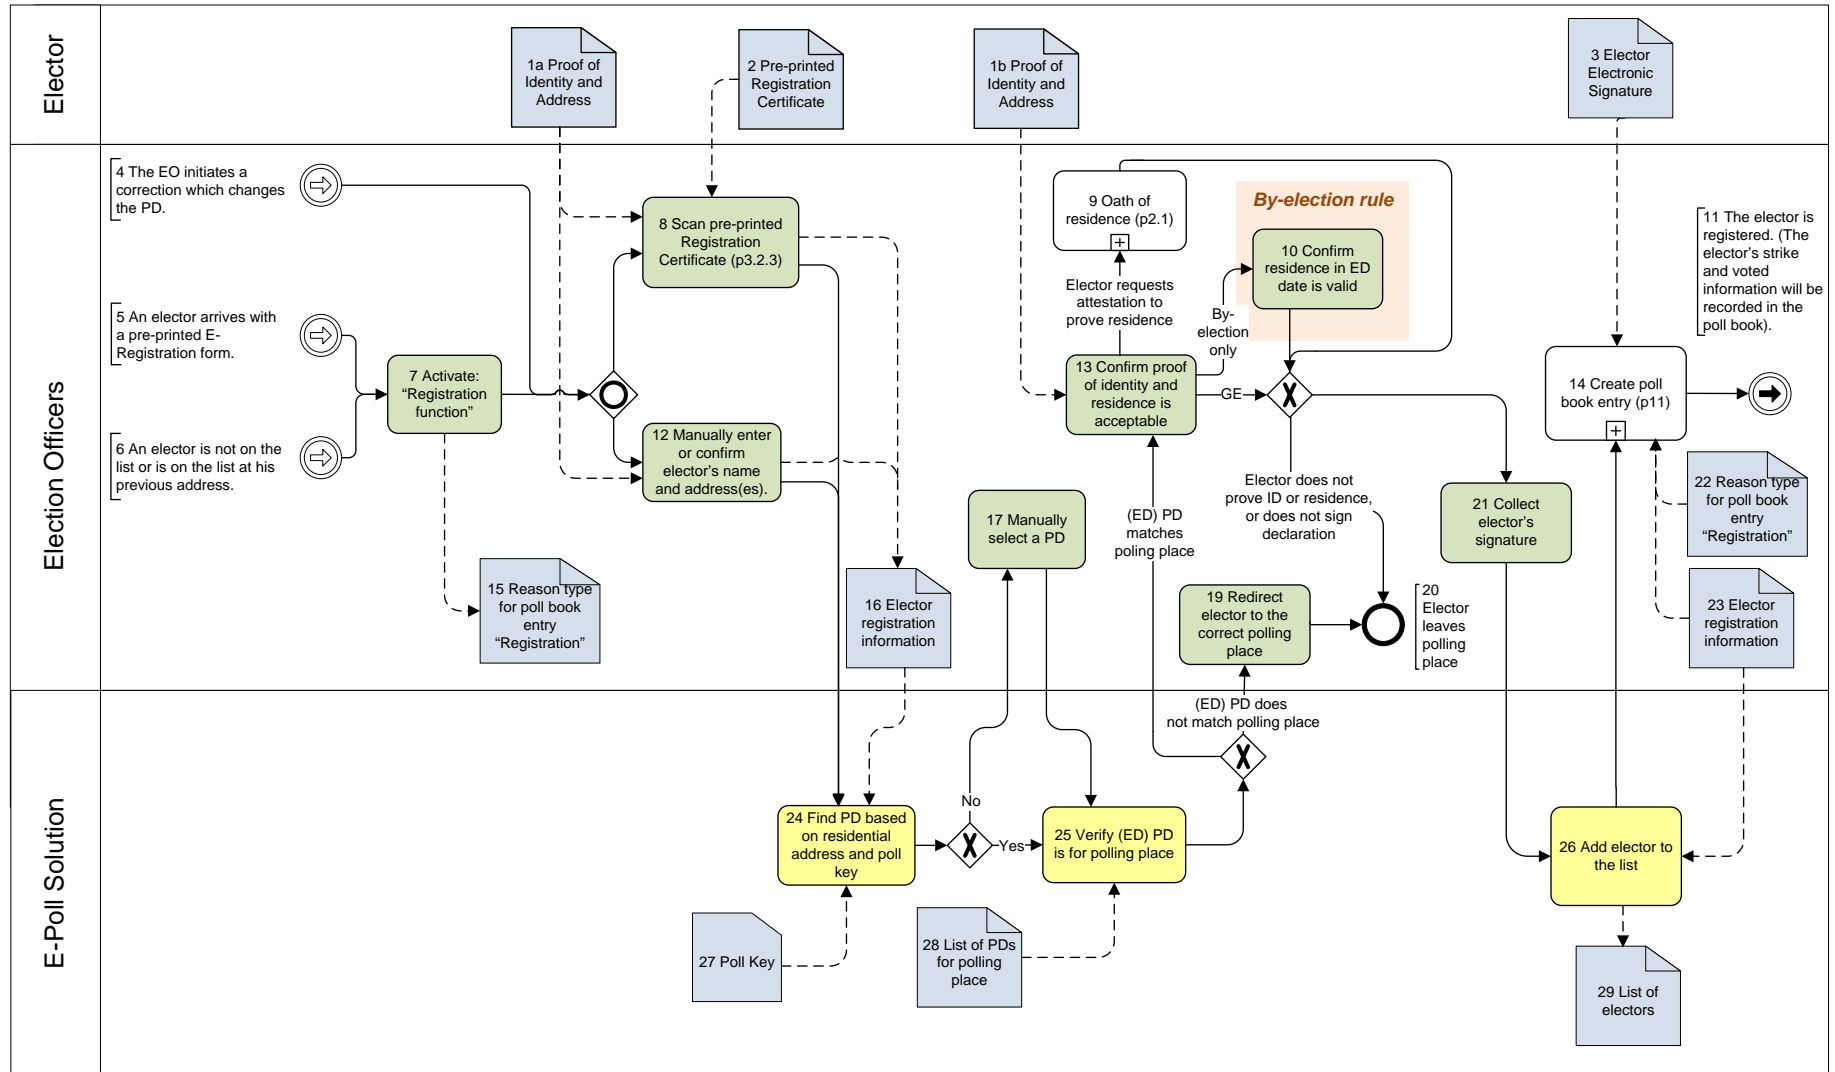 Elector
1a Proof of
Identity and
Address
2 Pre-printed
Registration
Certificate
1b Proof of
Identity and
Address
3 Elector
Electronic
Signature
Election Officers
4 The EO initiates a
correction which changes
the PD.
5 An elector arrives with
a pre-printed E-
Registration form.
6 An elector is not on the
list or is on the list at his
previous address.
7 Activate:
“Registration
function”
8 Scan pre-printed
Registration
Certificate (p3.2.3)
9 Oath of
residence (p2.1)
+
By-election rule
10 Confirm
residence in ED
date is valid
11 The elector is
registered. (The
elector’s strike
and voted
information will be
recorded in the
poll book).
Elector requests
attestation to
prove residence
By-
election
only
12 Manually enter
or confirm
elector’s name
and address(es).
13 Confirm proof
of identity and
residence is
acceptable
GE
X
14 Create poll
book entry (p11)
+
15 Reason type
for poll book
entry
“Registration”
16 Elector
registration
information
17 Manually
select a PD
(ED) PD
matches
polling place
Elector does not
prove ID or residence,
or does not sign
declaration
19 Redirect
elector to the
correct polling
place
20
Elector
leaves
polling
place
21 Collect
elector’s
signature
22 Reason type
for poll book
entry
“Registration”
23 Elector
registration
information
E-Poll Solution
(ED) PD does
not match polling place
X
24 Find PD based
on residential
address and poll
key
No
X
Yes
25 Verify (ED) PD
is for polling place
26 Add elector to
the list
27 Poll Key
28 List of PDs
for polling
place
29 List of
electors